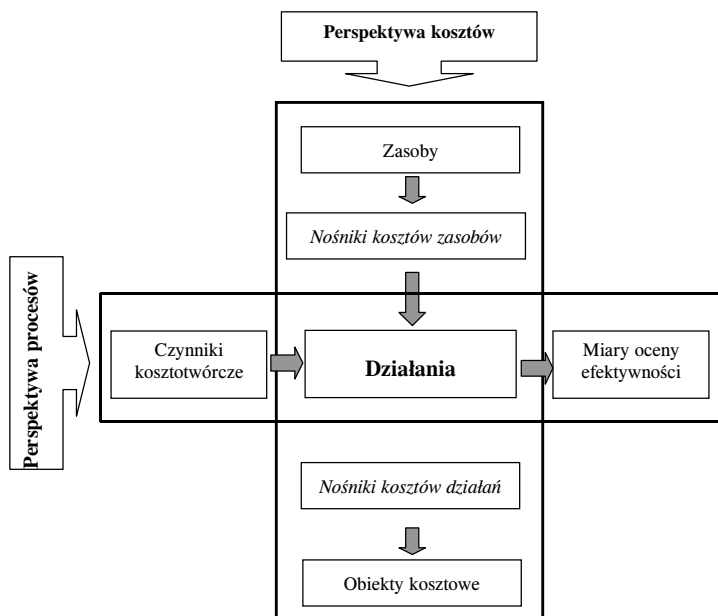 Perspektywa kosztów
Zasoby
Nośniki kosztów zasobów
Perspektywa procesów
Czynniki
kosztotwórcze
Działania
Miary oceny
efektywności
Nośniki kosztów działań
Obiekty kosztowe